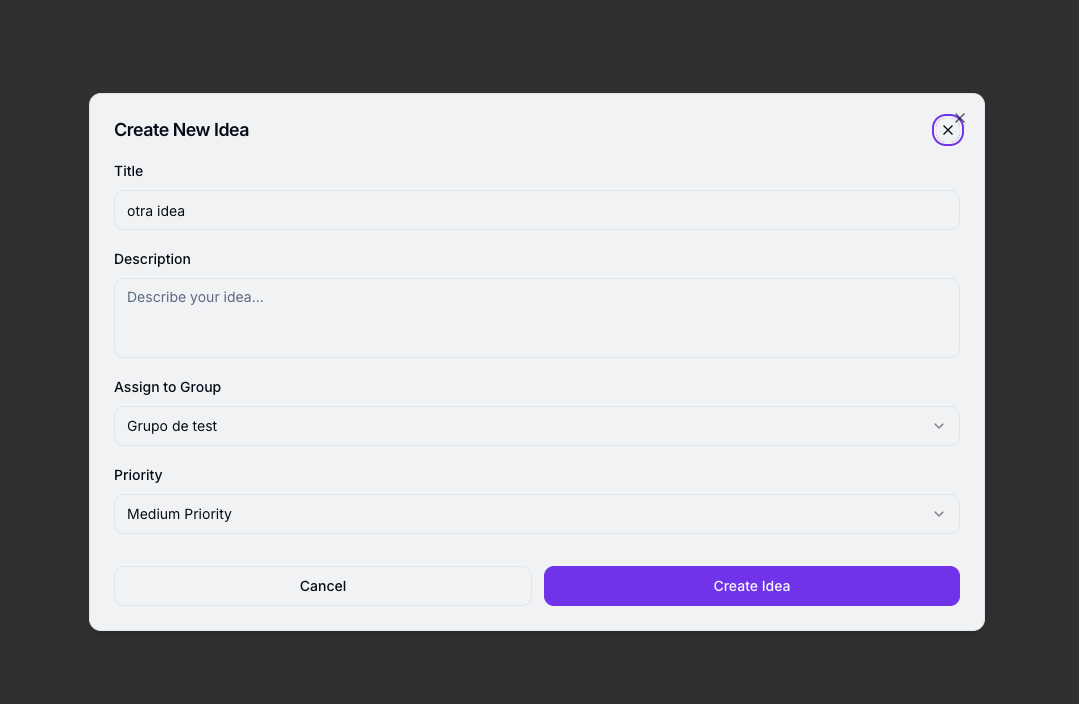 Create New Idea
Title
otra idea
Description
Describe your idea...
Assign to Group
Grupo de test
Priority
Medium Priority
Cancel
Create Idea